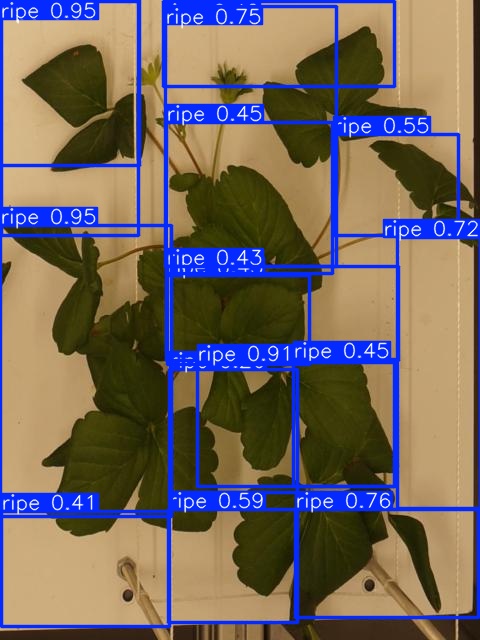 ripe 0.95
ripe 0.75
ripe 0.45
ripe 0.55
ripe 0.95
ripe 0.72
ripe 0.43
ripe 0.91
ripe 0.45
ripe 0.41
ripe 0.59
ripe 0.76